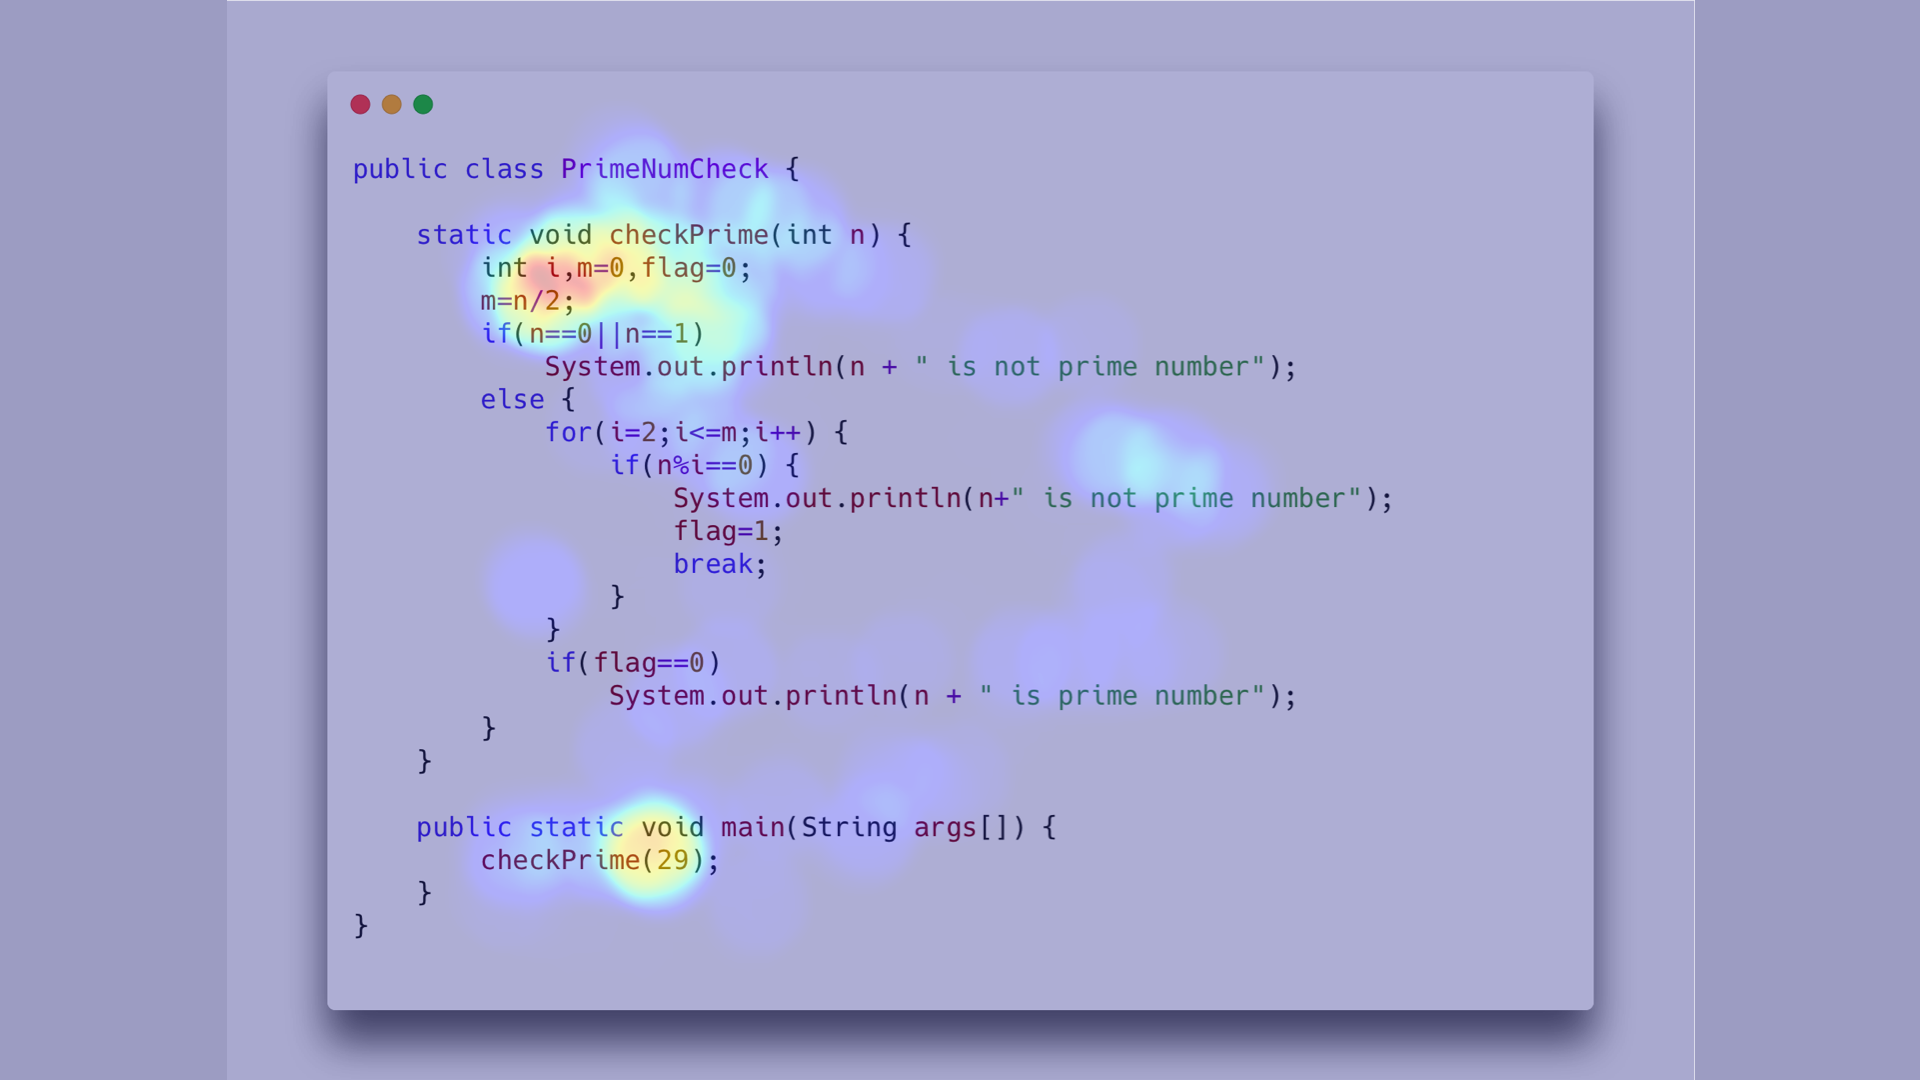 public class PrimeNumCheck {
static void checkPrime(int n) {
int i,m=0,flag=0;
m=n/2;
if(n==0||n==1)
System.out.println(n + " is not prime number");
else {
for(i=2;i<=m;i++) {
if(n%i==0) {
System.out.println(n+" is not prime number");
flag=1;
break;
}
}
if(flag==0)
System.out.println(n + " is prime number");
}
}
public static void main(String args[]) {
checkPrime(29);
}
}